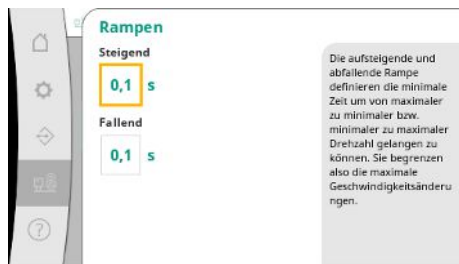 Rampen
Steigend
0,1 s
Fallend
0,1 s
Die aufsteigende und
abfallende Rampe
definieren die minimale
Zeit um von maximaler
zu minimaler bzw.
minimaler zu maximaler
Drehzahl gelangen zu
können. Sie begrenzen
also die maximale
Geschwindigkeitsänderu
ngen.
?